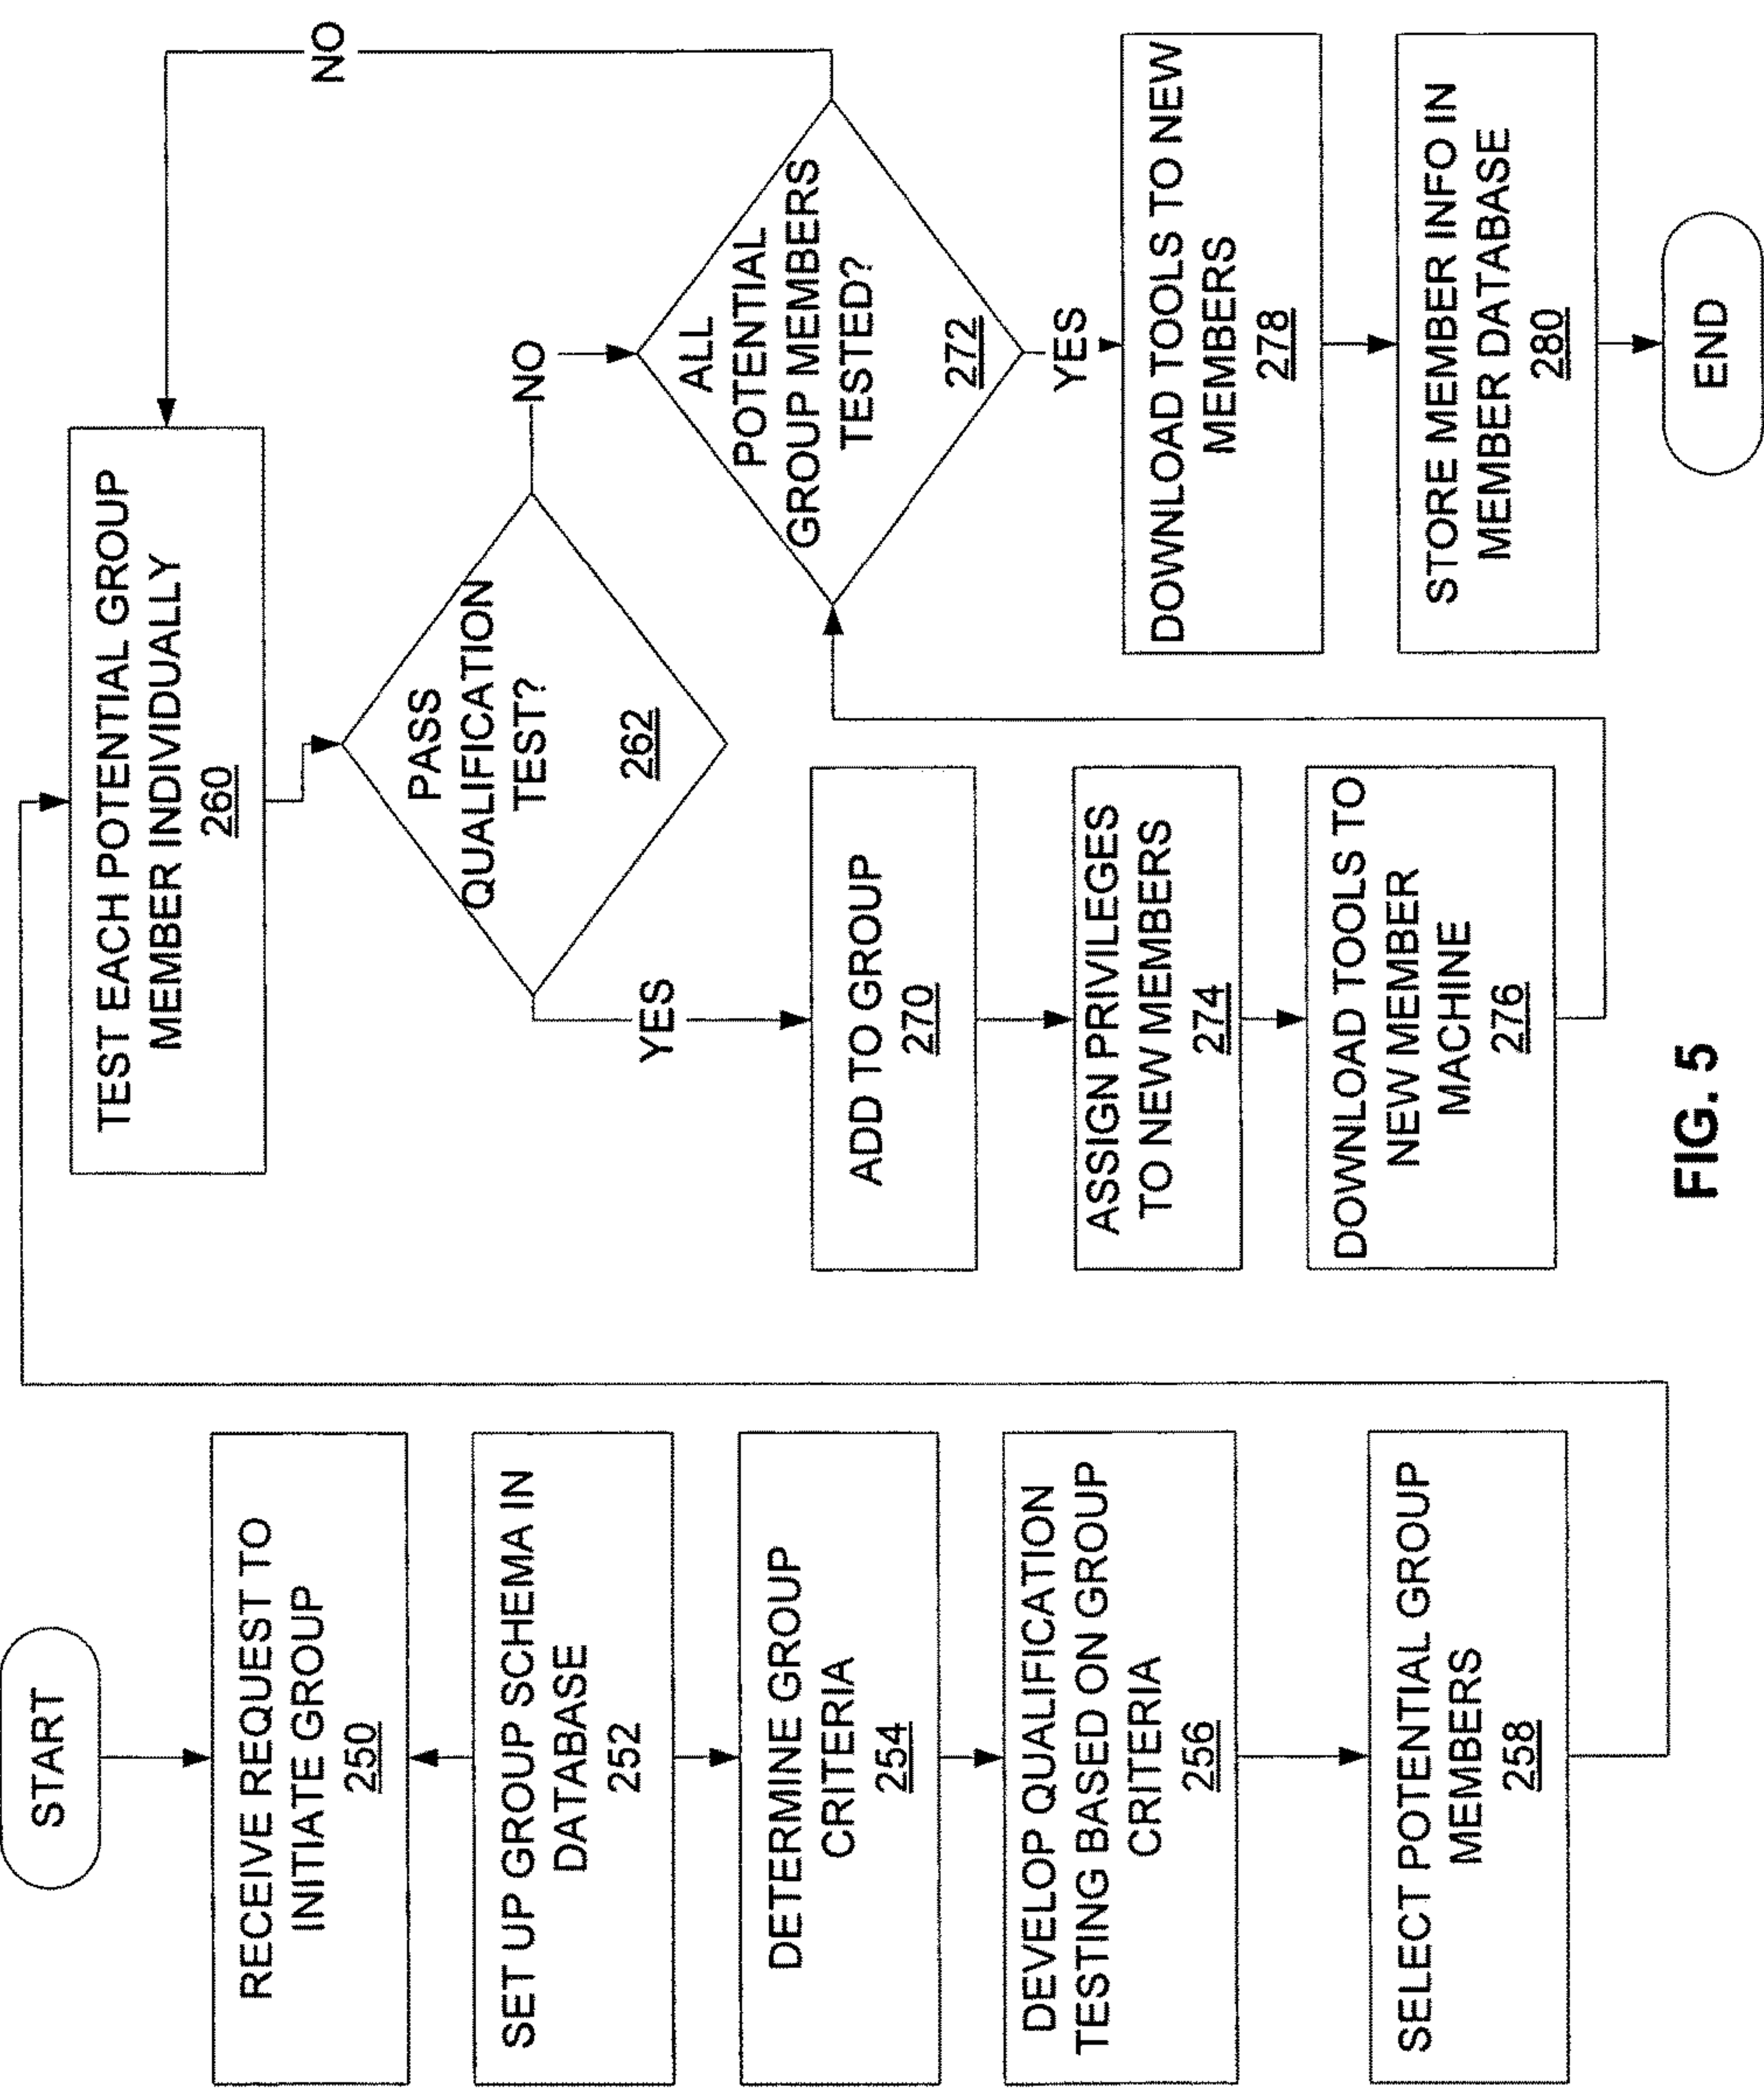 START
RECEIVE REQUEST TO
INITIATE GROUP
250
SET UP GROUP SCHEMA IN
DATABASE
252
DETERMINE GROUP
CRITERIA
254
DEVELOP QUALIFICATION
TESTING BASED ON GROUP
CRITERIA
256
SELECT POTENTIAL GROUP
MEMBERS
258
TEST EACH POTENTIAL GROUP
MEMBER INDIVIDUALLY
260
PASS
QUALIFICATION
TEST?
262
YES
NO
ADD TO GROUP
270
ASSIGN PRIVILEGES
TO NEW MEMBERS
274
DOWNLOAD TOOLS TO
NEW MEMBER
MACHINE
276
ALL
POTENTIAL
GROUP MEMBERS
TESTED?
272
NO
YES
DOWNLOAD TOOLS TO NEW
MEMBERS
278
STORE MEMBER INFO IN
MEMBER DATABASE
280
END
FIG. 5